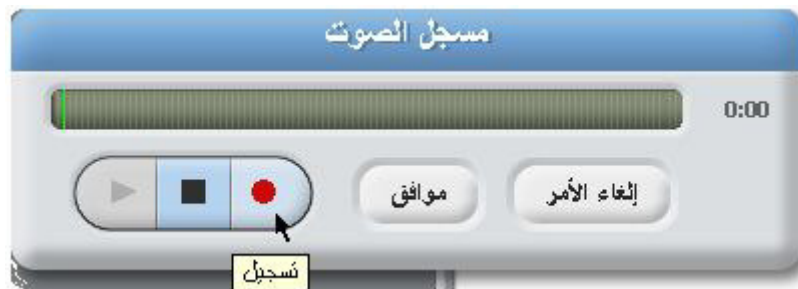 مسجل الصوت
0:00
موافق
إلغاء الأمر
تسجيل